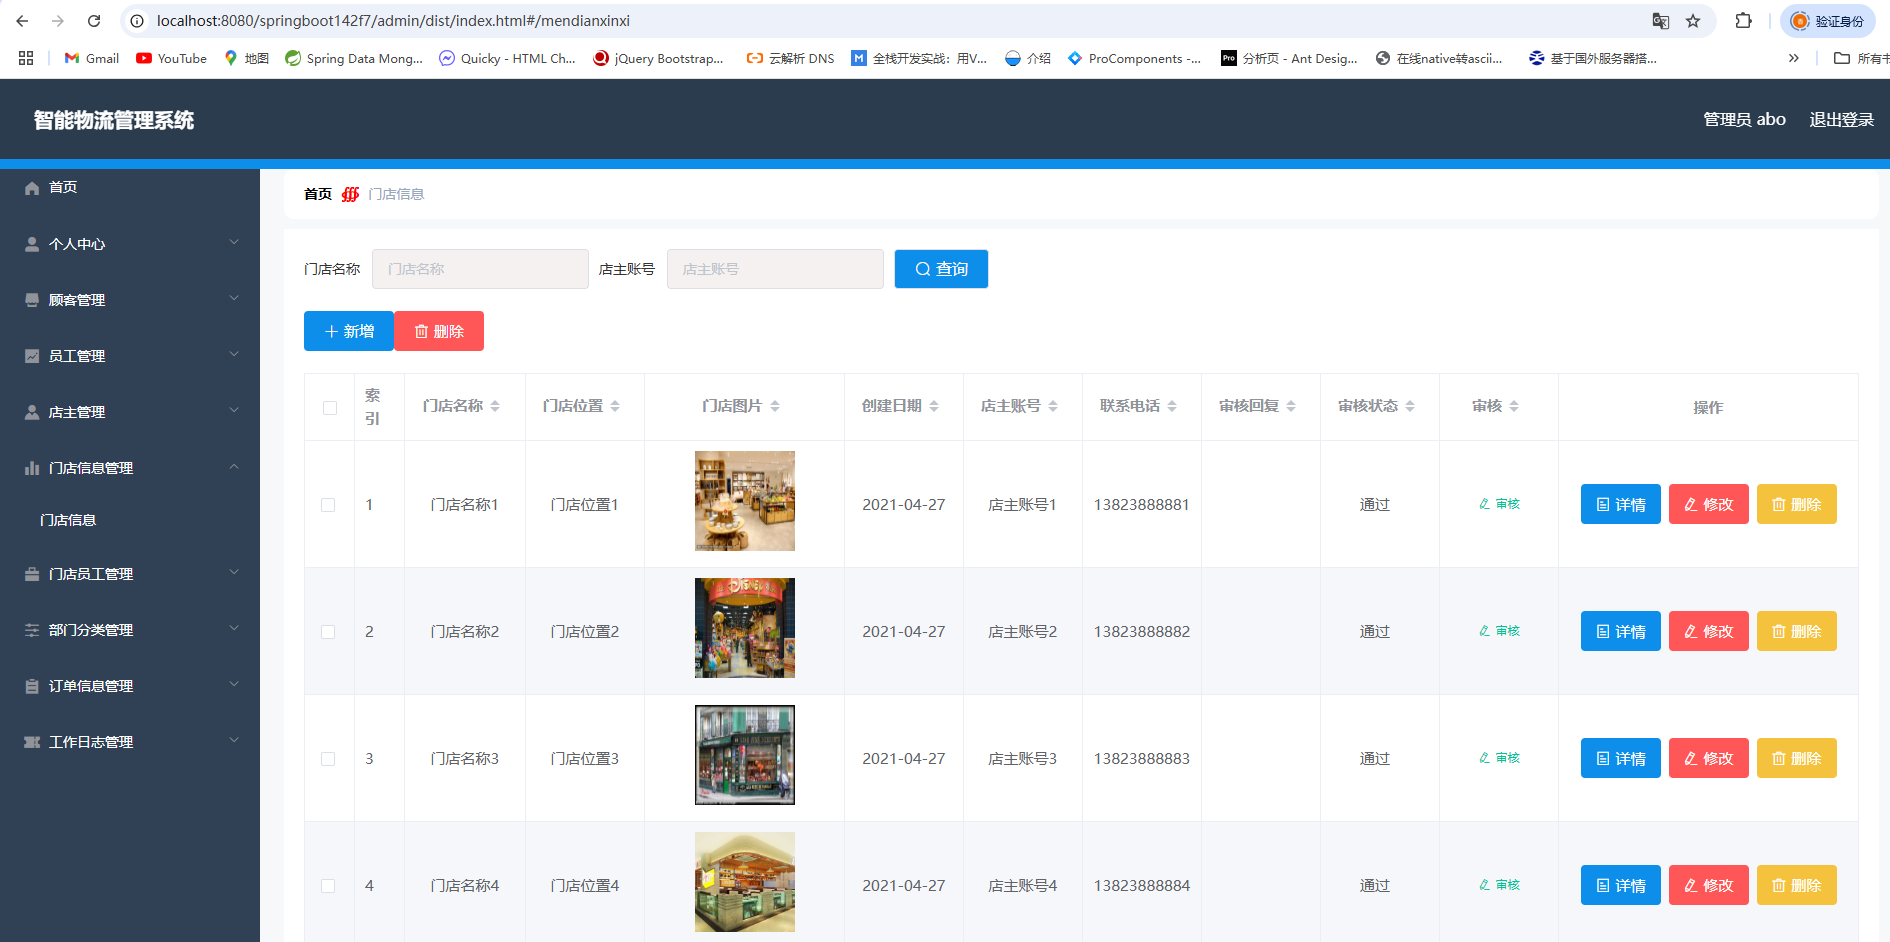 localhost:8080/springboot142f7/admin/dist/index.html#/mendianxinxi
验证身份
Gmail
YouTube
地图
Spring Data Mong...
Quicky - HTML Ch...
jQuery Bootstrap...
云解析 DNS
全栈开发实战：用V...
介绍
ProComponents -...
Pro
分析页 - Ant Desig...
在线native转ascii...
基于国外服务器搭...
»
所有书
智能物流管理系统
管理员 abo
退出登录
首页
个人中心
顾客管理
员工管理
店主管理
门店信息管理
门店信息
门店员工管理
部门分类管理
订单信息管理
工作日志管理
首页 门店信息
门店名称 门店名称 店主账号 店主账号 查询
新增 删除
索引 门店名称 门店位置 门店图片 创建日期 店主账号 联系电话 审核回复 审核状态 审核 操作
1 门店名称1 门店位置1 2021-04-27 店主账号1 13823888881 通过 审核 详情 修改 删除
2 门店名称2 门店位置2 2021-04-27 店主账号2 13823888882 通过 审核 详情 修改 删除
3 门店名称3 门店位置3 2021-04-27 店主账号3 13823888883 通过 审核 详情 修改 删除
4 门店名称4 门店位置4 2021-04-27 店主账号4 13823888884 通过 审核 详情 修改 删除